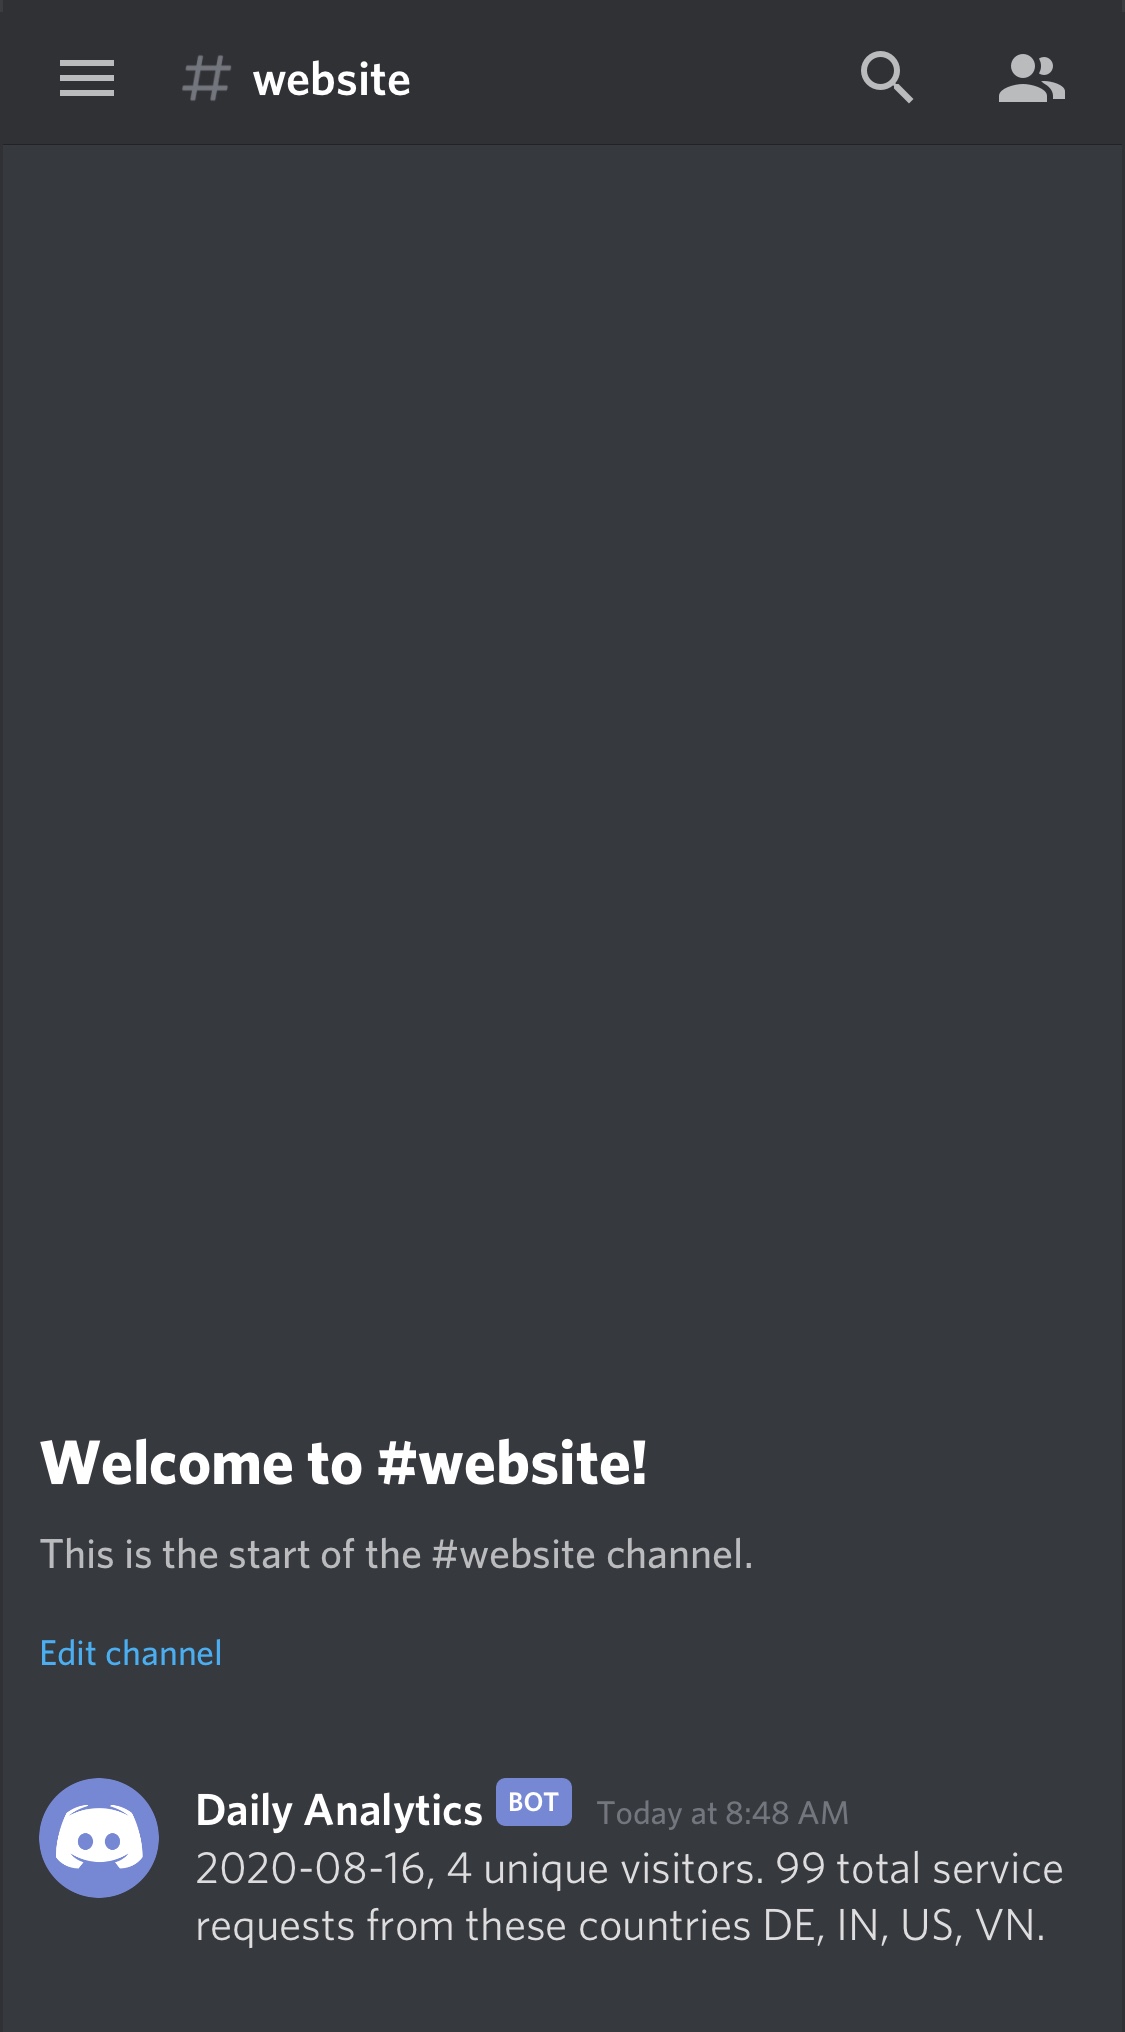 # website
Welcome to #website!
This is the start of the #website channel.
Edit channel
Daily Analytics BOT Today at 8:48 AM
2020-08-16, 4 unique visitors. 99 total service
requests from these countries DE, IN, US, VN.